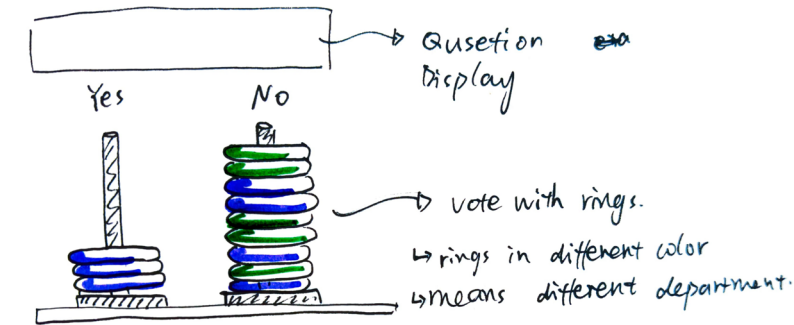 Qusetion
Display
Yes
No
vote with rings.
↳ rings in different color
↳ means different department.